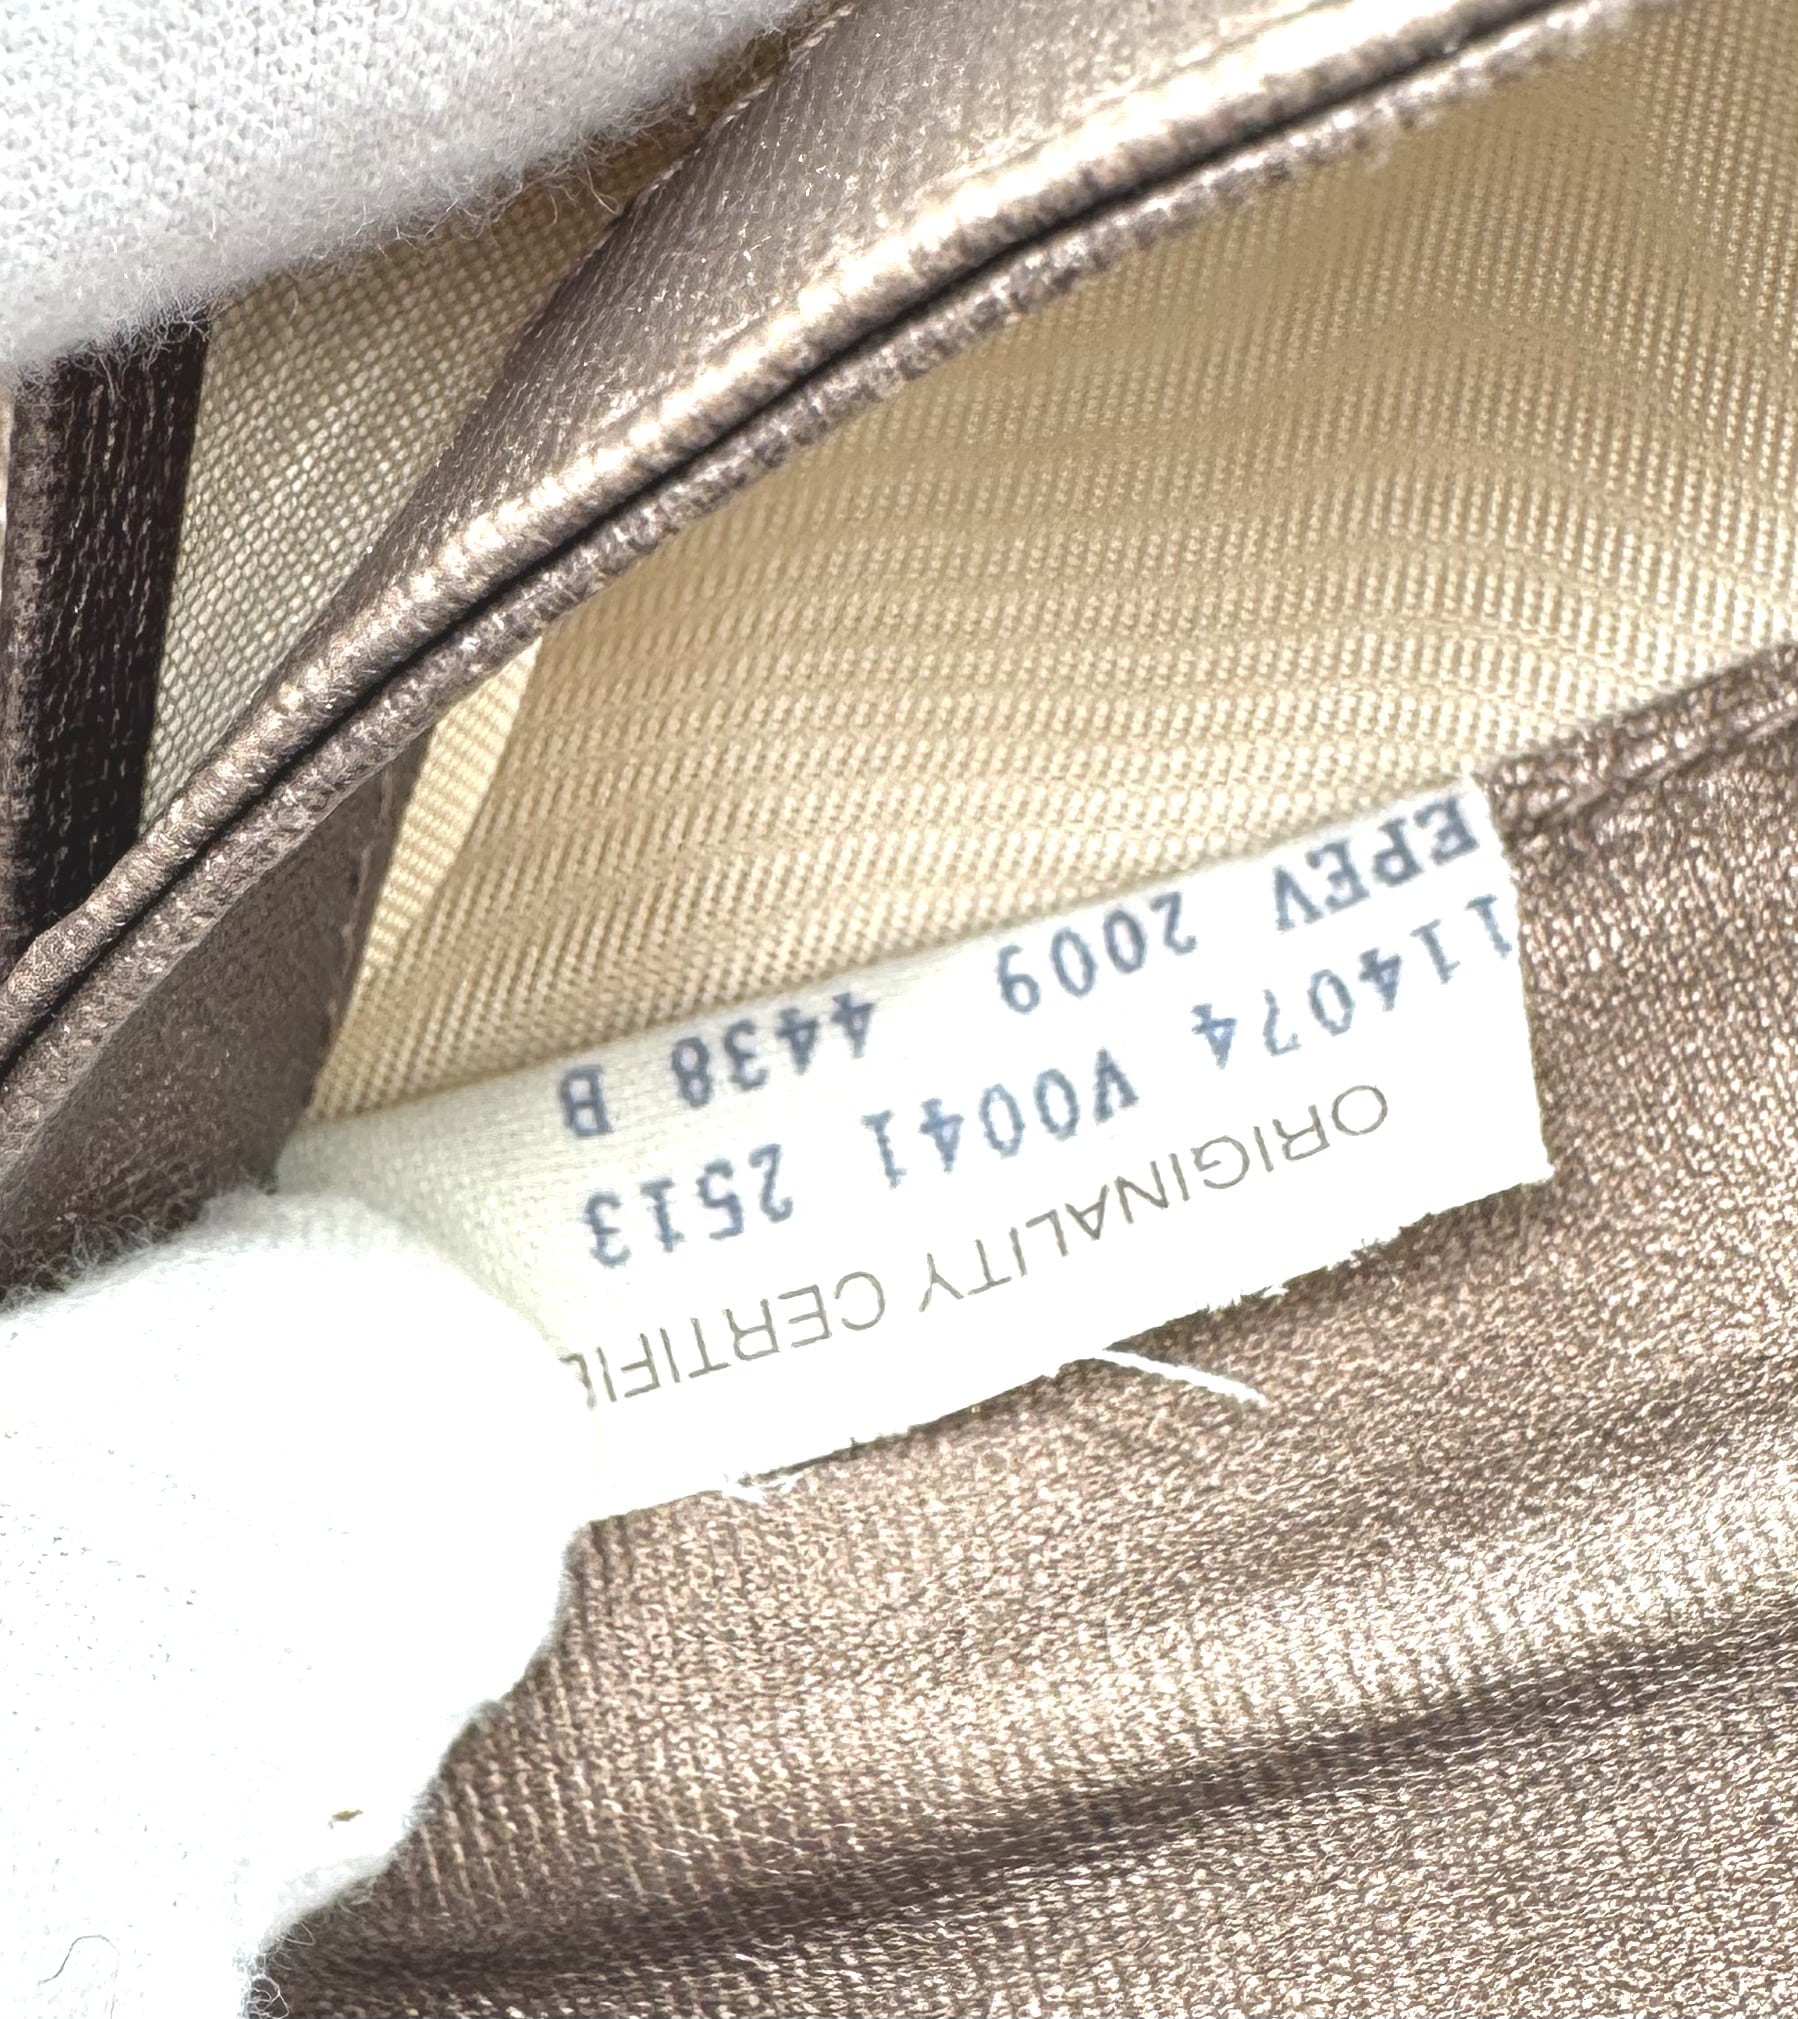 ORIGINALITY CERTIFI
114074 V0041 2513
EPEV 2009 4438 B